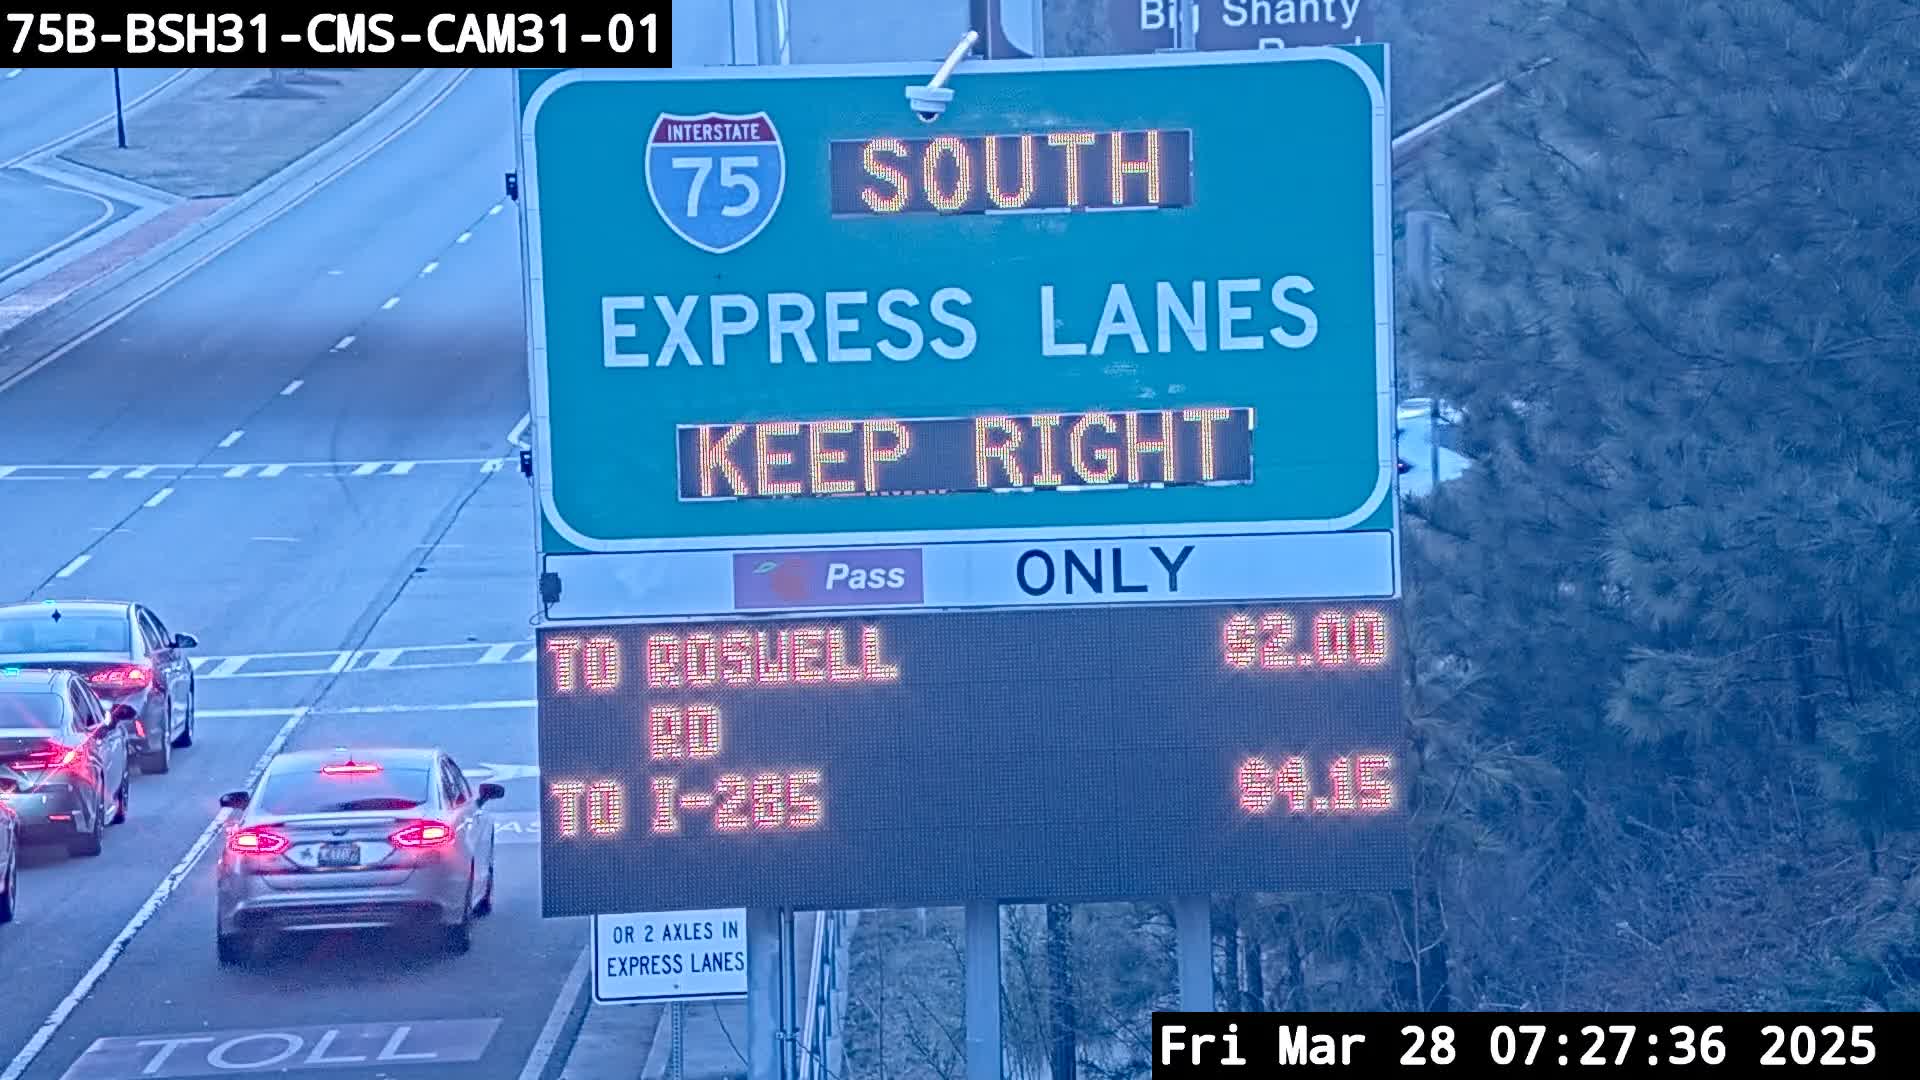 75B-BSH31-CMS-CAM31-01
Big Shanty
Road
INTERSTATE
75
SOUTH
EXPRESS LANES
KEEP RIGHT
Pass ONLY
TO ROSWELL $2.00
RD
TO I-285 $4.15
OR 2 AXLES IN
EXPRESS LANES
TOLL
Fri Mar 28 07:27:36 2025